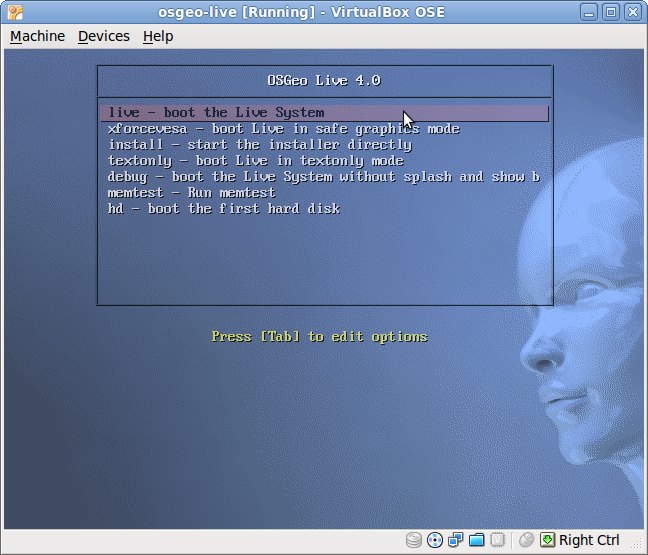 osgeo-live [Running] - VirtualBox OSE
Machine Devices Help
OSGeo Live 4.0
live - boot the Live System
xforcevesa - boot Live in safe graphics mode
install - start the installer directly
textonly - boot Live in textonly mode
debug - boot the Live System without splash and show b
memtest - Run memtest
hd - boot the first hard disk
Press [Tab] to edit options
Right Ctrl